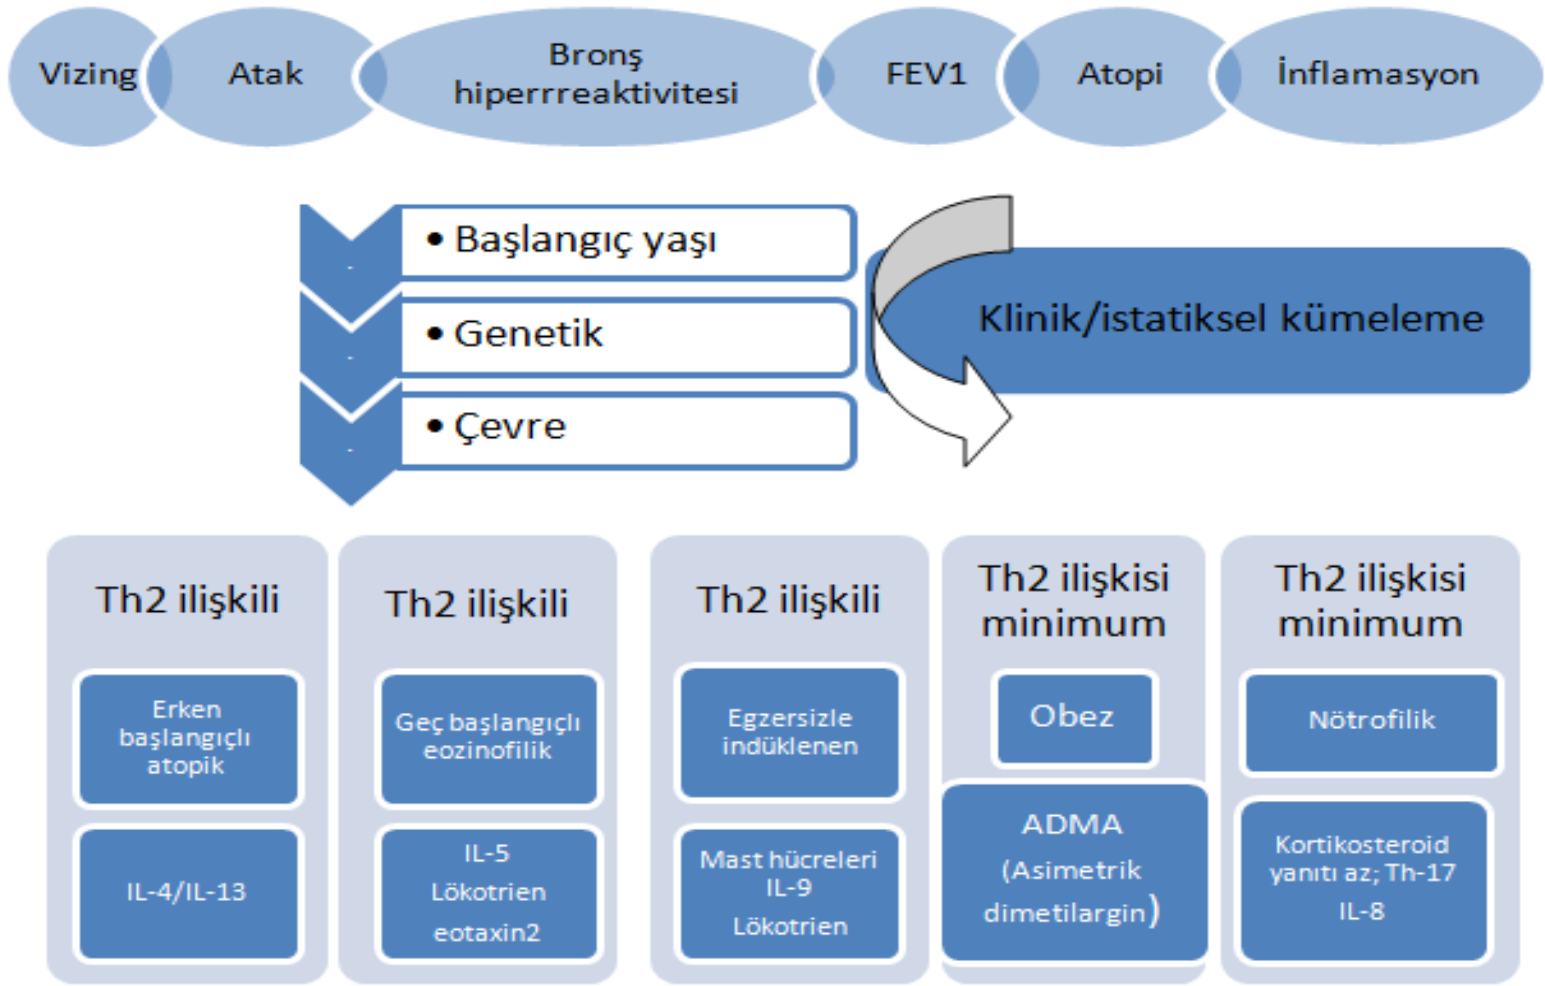 Vizing
Atak
Bronş
hiperrreaktivitesi
FEV1
Atopi
İnflamasyon
• Başlangıç yaşı
• Genetik
• Çevre
Klinik/istatiksel kümeleme
Th2 ilişkili
Erken
başlangıçlı
atopik
IL-4/IL-13
Th2 ilişkili
Geç başlangıçlı
eozinofilik
IL-5
Lökotrien
eotaxin2
Th2 ilişkili
Egzersizle
indüklenen
Mast hücreleri
IL-9
Lökotrien
Th2 ilişkisi
minimum
Obez
ADMA
(Asimetrik
dimetilargin)
Th2 ilişkisi
minimum
Nötrofilik
Kortikosteroid
yanıtı az; Th-17
IL-8